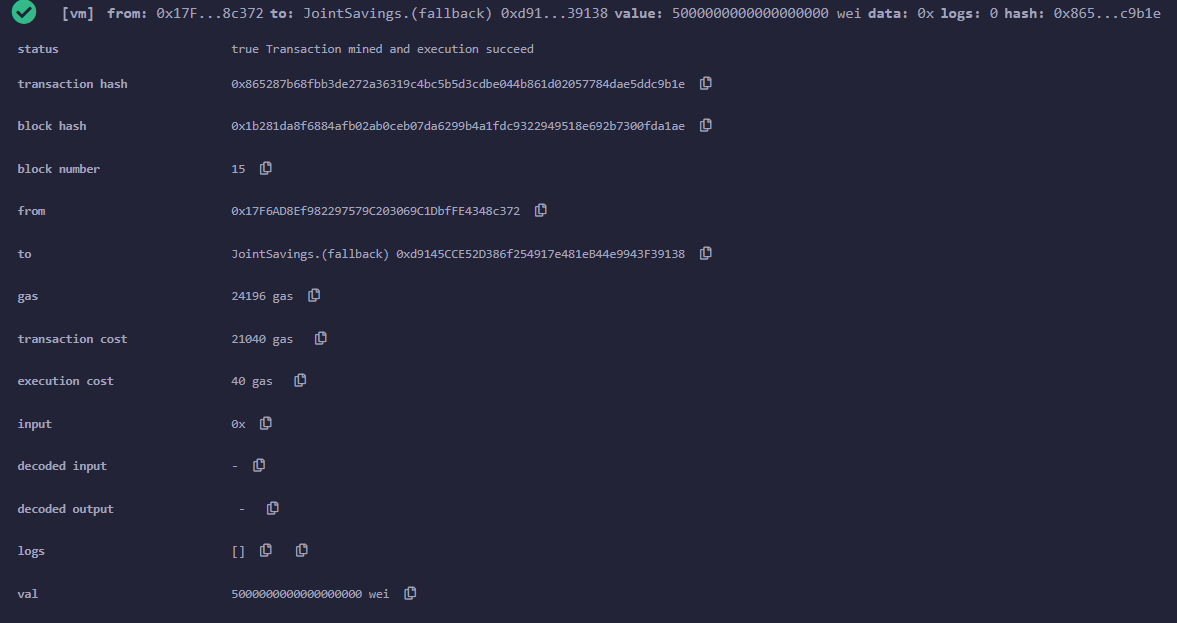 [vm] from: 0x17F...8c372 to: JointSavings.(fallback) 0xd91...39138 value: 5000000000000000000 wei data: 0x logs: 0 hash: 0x865...c9b1e
status true Transaction mined and execution succeed
transaction hash 0x865287b68fbb3de272a36319c4bc5b5d3cdbe044b861d02057784dae5ddc9b1e
block hash 0x1b281da8f6884afb02ab0ceb07da6299b4a1fdc9322949518e692b7300fda1ae
block number 15
from 0x17F6AD8Ef982297579C203069C1DbfFE4348c372
to JointSavings.(fallback) 0xd9145CCE52D386f254917e481eB44e9943F39138
gas 24196 gas
transaction cost 21040 gas
execution cost 40 gas
input 0x
decoded input -
decoded output -
logs []
val 5000000000000000000 wei